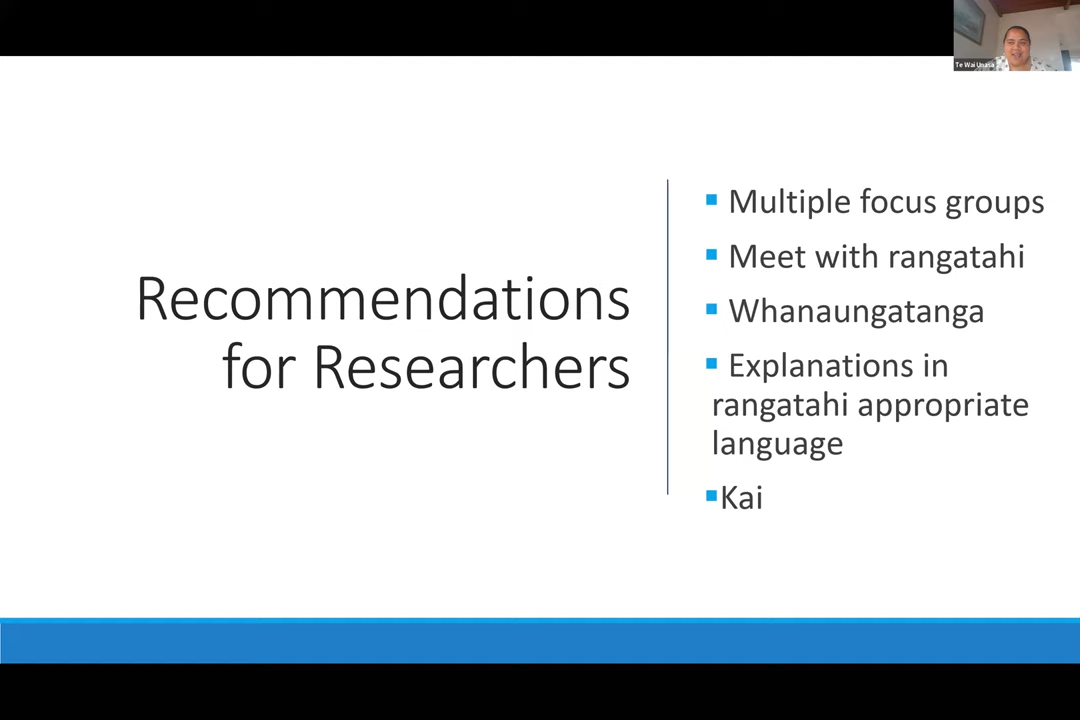 Te Wai Unasa
Recommendations
for Researchers
▪ Multiple focus groups
▪ Meet with rangatahi
▪ Whanaungatanga
▪ Explanations in
rangatahi appropriate
language
▪Kai